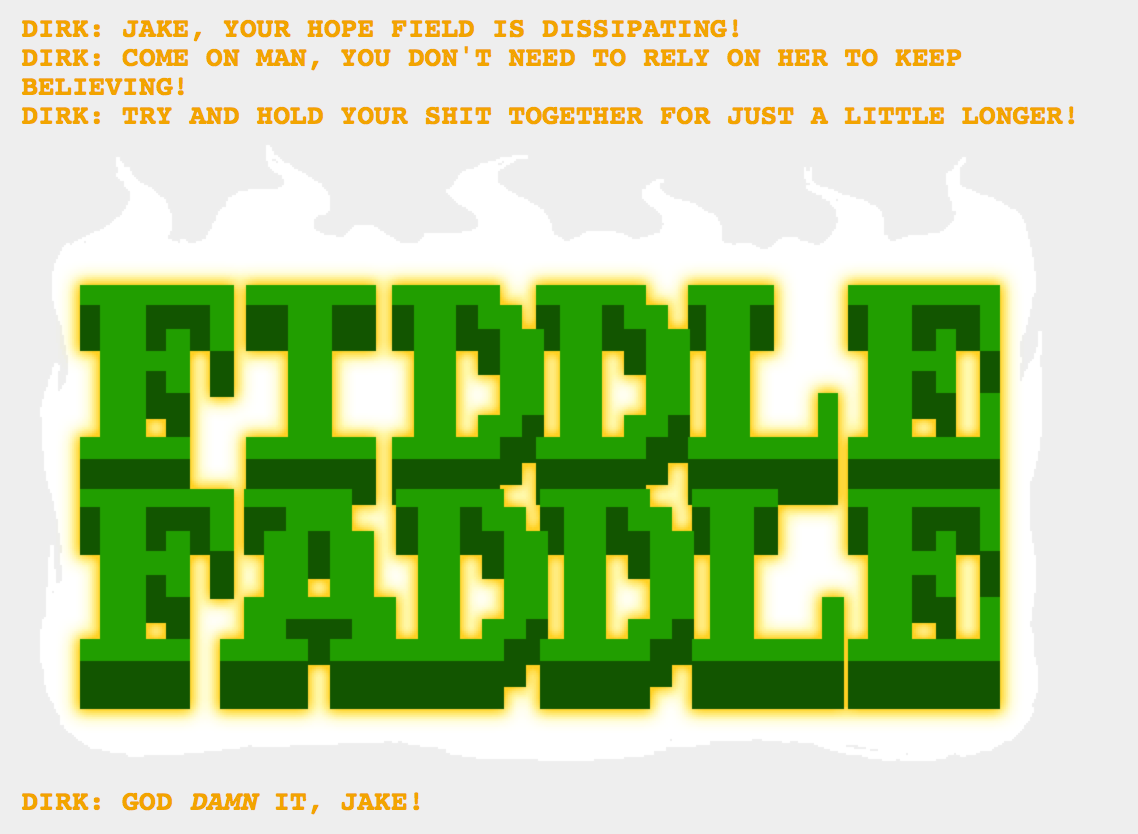 DIRK: JAKE, YOUR HOPE FIELD IS DISSIPATING!
DIRK: COME ON MAN, YOU DON'T NEED TO RELY ON HER TO KEEP
BELIEVING!
DIRK: TRY AND HOLD YOUR SHIT TOGETHER FOR JUST A LITTLE LONGER!
FIDDLE
FADDLE
DIRK: GOD DAMN IT, JAKE!